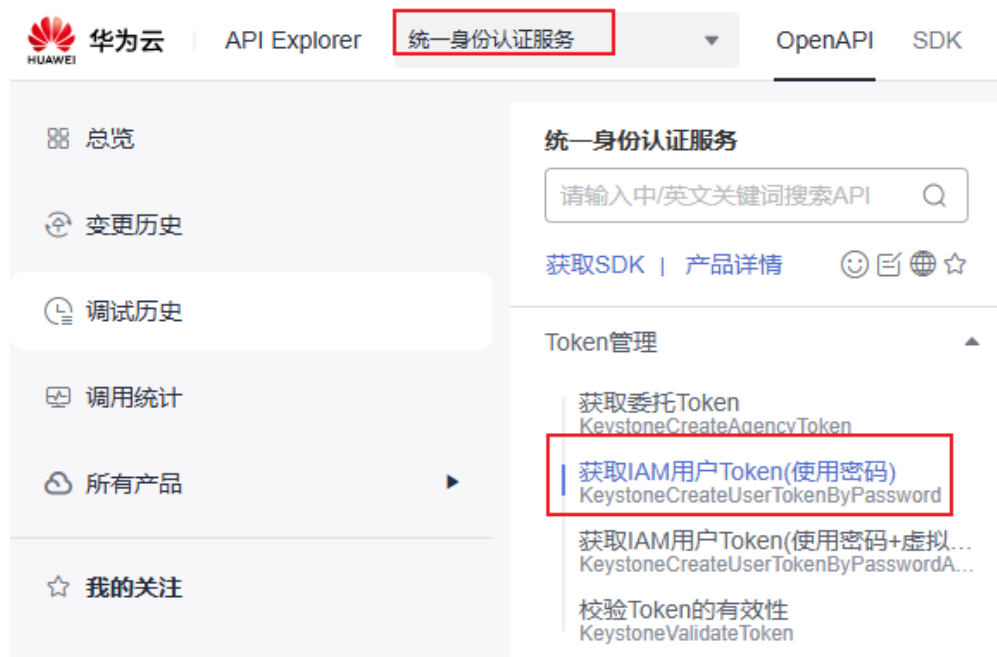 HUAWEI
华为云
API Explorer
统一身份认证服务
OpenAPI
SDK
总览
变更历史
调试历史
调用统计
所有产品
我的关注
统一身份认证服务
请输入中/英文关键词搜索API
获取SDK | 产品详情
Token管理
获取委托Token
KeystoneCreateAgencyToken
获取IAM用户Token(使用密码)
KeystoneCreateUserTokenByPassword
获取IAM用户Token(使用密码+虚拟...
KeystoneCreateUserTokenByPasswordA...
校验Token的有效性
KeystoneValidateToken